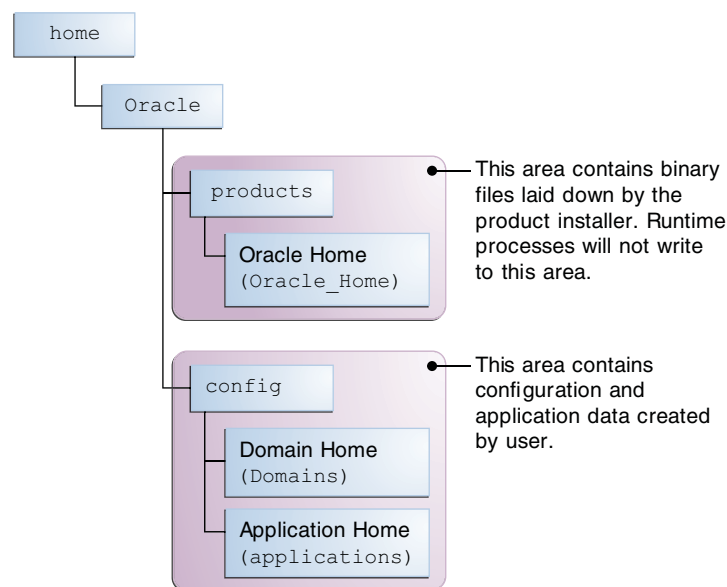 home
Oracle
products
Oracle Home
(Oracle_Home)
This area contains binary
files laid down by the
product installer. Runtime
processes will not write
to this area.
config
Domain Home
(Domains)
Application Home
(applications)
This area contains
configuration and
application data created
by user.